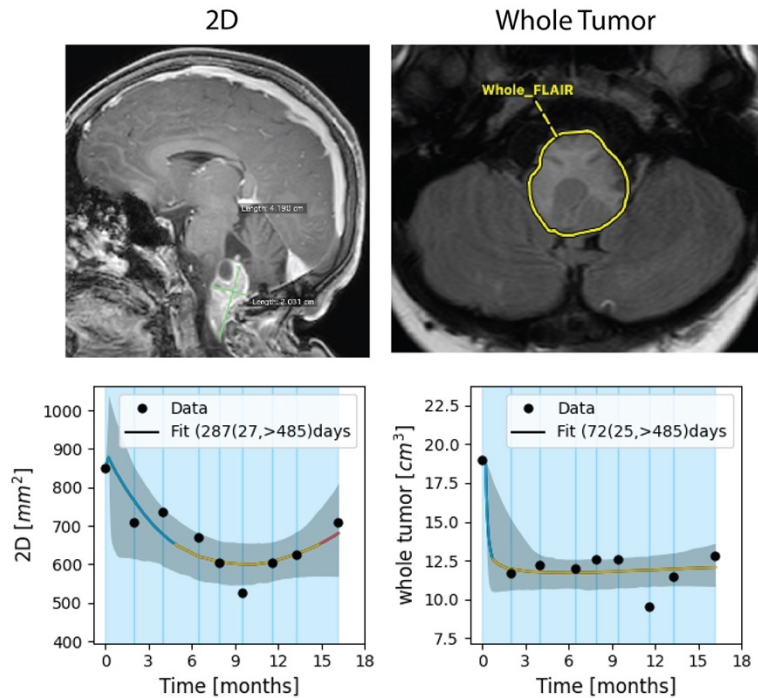 2D
Whole Tumor
Length: 4.190 cm
Length: 2.031 cm
Whole_FLAIR
1000
900
800
700
600
500
400
2D [mm²]
Data
Fit (287(27,>485)days
0 3 6 9 12 15 18
Time [months]
22.5
20.0
17.5
15.0
12.5
10.0
7.5
whole tumor [cm³]
Data
Fit (72(25,>485)days
0 3 6 9 12 15 18
Time [months]